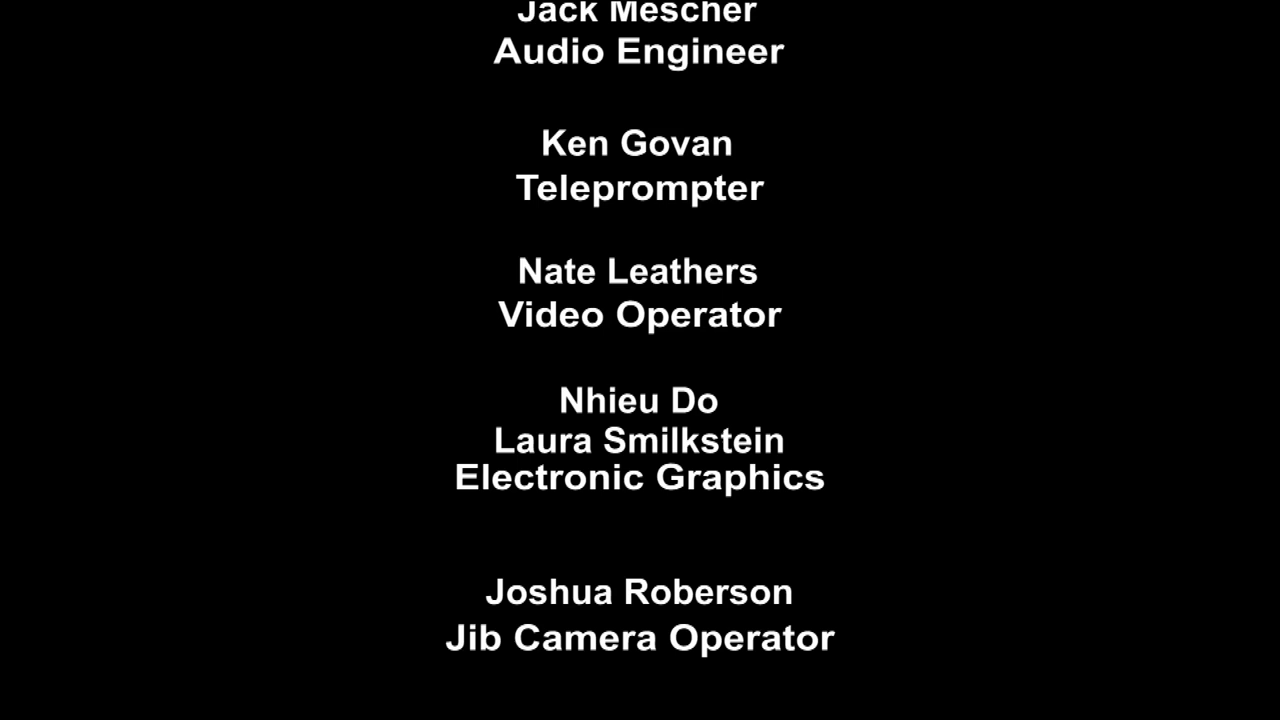 Jack Mescher
Audio Engineer
Ken Govan
Teleprompter
Nate Leathers
Video Operator
Nhieu Do
Laura Smilkstein
Electronic Graphics
Joshua Roberson
Jib Camera Operator